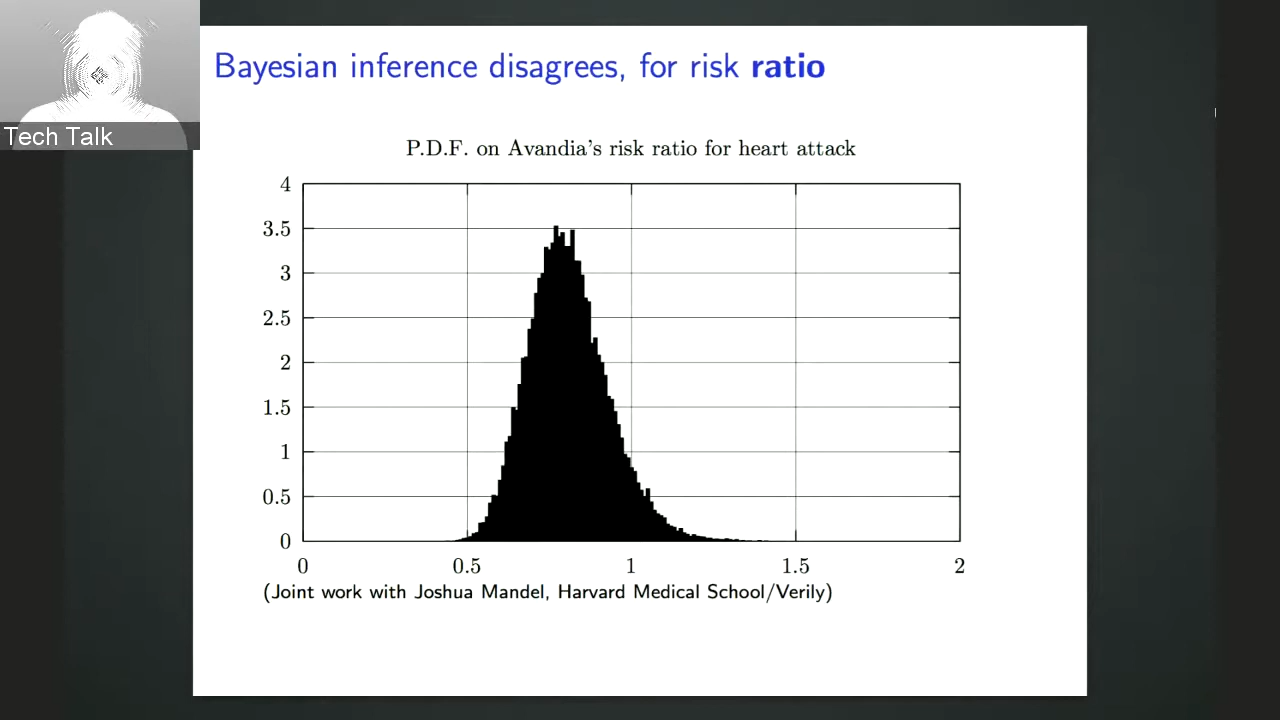 Bayesian inference disagrees, for risk ratio
Tech Talk
P.D.F. on Avandia's risk ratio for heart attack
4
3.5
3
2.5
2
1.5
1
0.5
0
0 0.5 1 1.5 2
(Joint work with Joshua Mandel, Harvard Medical School/Verily)